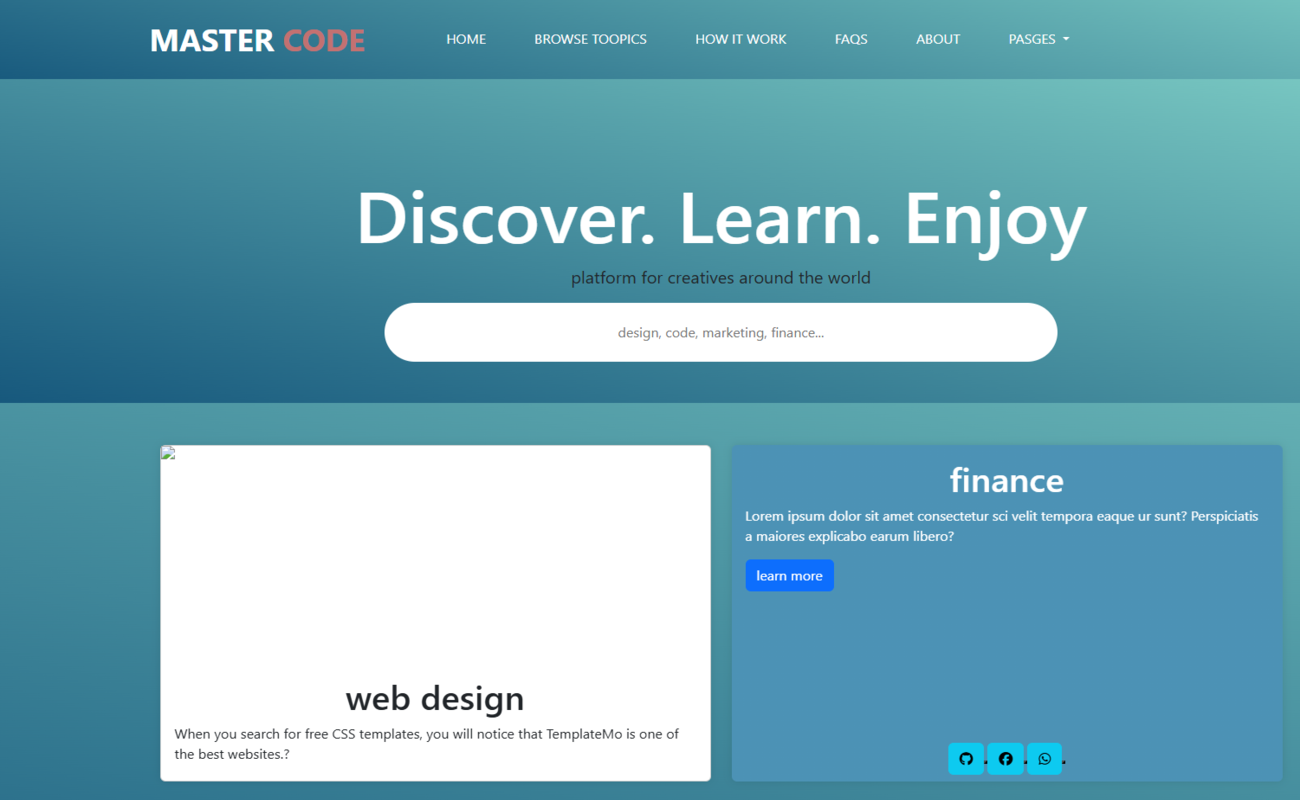 MASTER CODE
HOME
BROWSE TOOPICS
HOW IT WORK
FAQS
ABOUT
PASGES
Discover. Learn. Enjoy
platform for creatives around the world
design, code, marketing, finance...
web design
When you search for free CSS templates, you will notice that TemplateMo is one of
the best websites.?
finance
Lorem ipsum dolor sit amet consectetur sci velit tempora eaque ur sunt? Perspiciatis
a maiores explicabo earum libero?
learn more